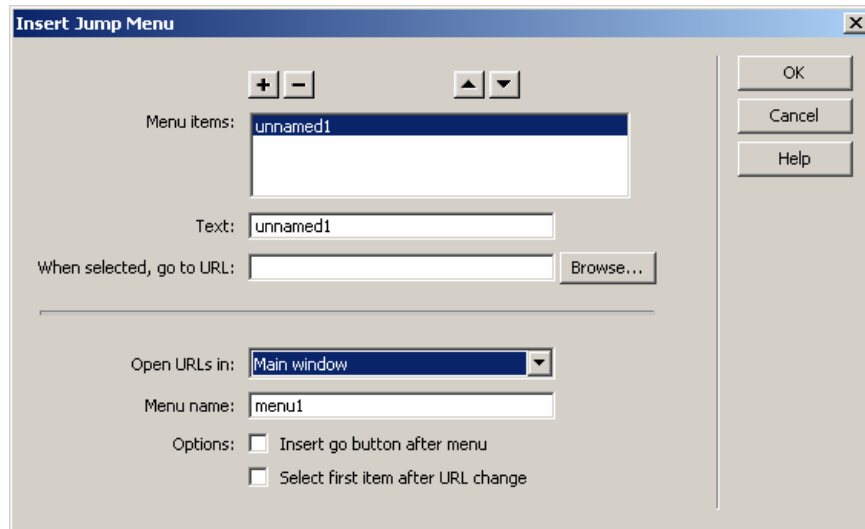 Insert Jump Menu
OK
Menu items:
unnamed1
Cancel
Help
Text:
unnamed1
When selected, go to URL:
Browse...
Open URLs in:
Main window
Menu name:
menu1
Options:
Insert go button after menu
Select first item after URL change